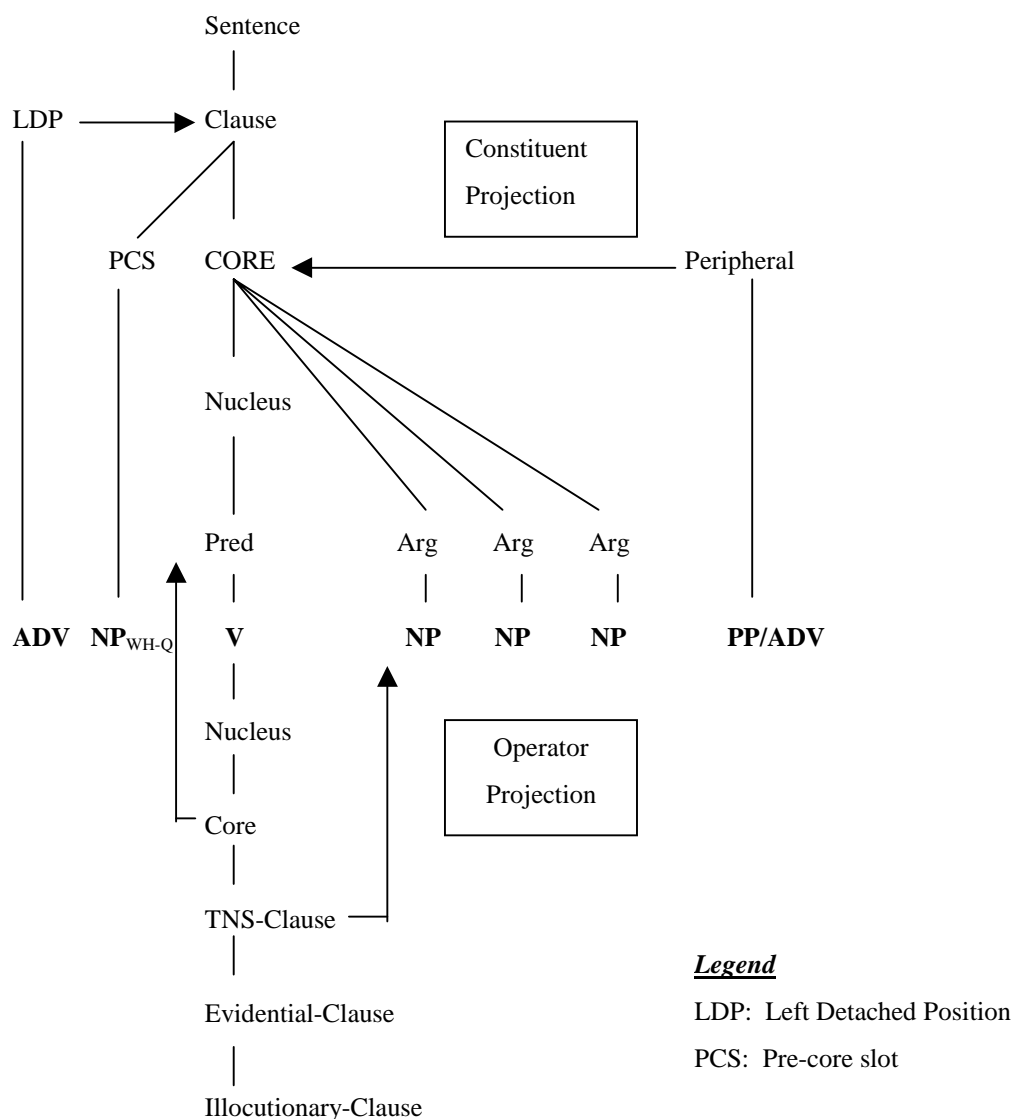 Sentence
LDP Clause
Constituent
Projection
PCS CORE Peripheral
Nucleus
Pred Arg Arg Arg
ADV NP WH-Q V NP NP NP PP/ADV
Nucleus
Operator
Projection
Core
TNS-Clause
Legend
Evidential-Clause
LDP: Left Detached Position
PCS: Pre-core slot
Illocutionary-Clause